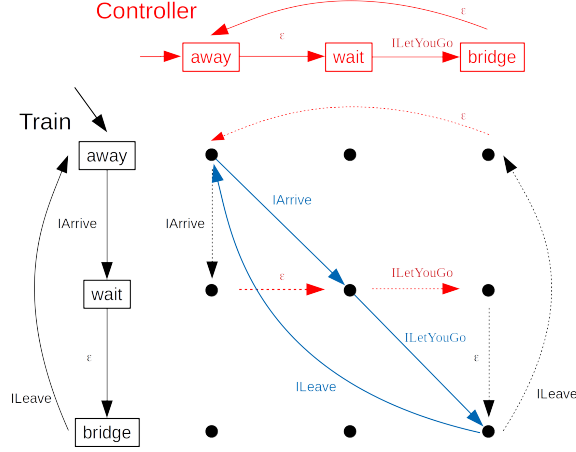 Controller
ε
ε
ILetYouGo
away
wait
bridge
Train
ε
away
IArrive
IArrive
IArrive
ε
ILetYouGo
wait
ILetYouGo
ε
ε
ILeave
ILeave
ILeave
bridge